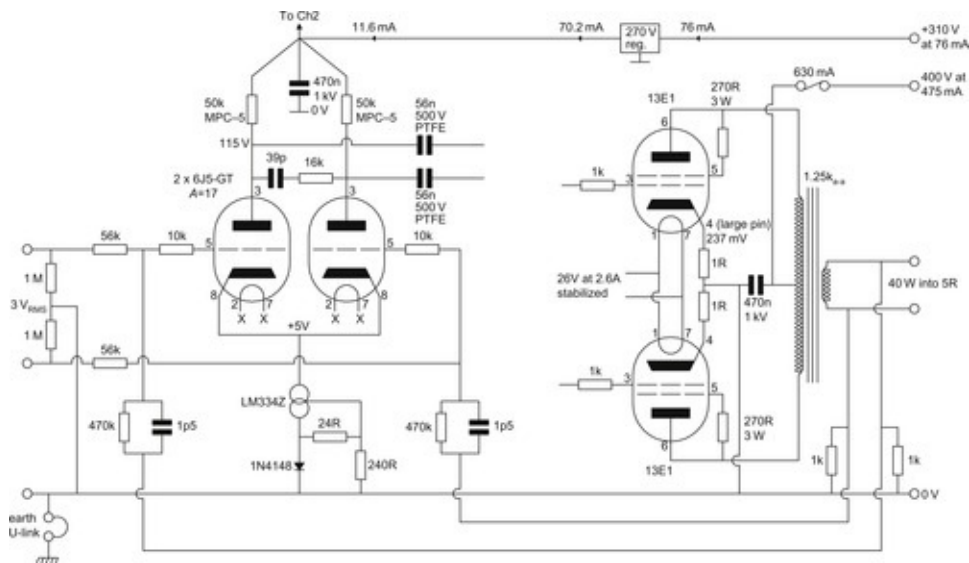 To Ch2
11.6 mA
70.2 mA
270 V
reg.
76 mA
+310 V
at 76 mA
470n
1 kV
0 V
630 mA
400 V at
475 mA
50k
MPC–5
50k
MPC–5
56n
500 V
PTFE
270R
3 W
13E1
6
115 V
39p
16k
2 x 6J5-GT
A=17
3
3
56n
500 V
PTFE
1k
3
5
1.25k
a-a
4 (large pin)
237 mV
1
7
56k
10k
5
10k
5
1M
8
2
7
X
X
2
7
X
X
8
1R
26V at 2.6A
stabilized
470n
1 kV
40 W into 5R
3 VRMS
+5V
1R
1M
56k
1
7
4
1k
3
5
LM334Z
470k
1p5
24R
470k
1p5
270R
3 W
6
1N4148
240R
13E1
1k
1k
0 V
earth
U-link